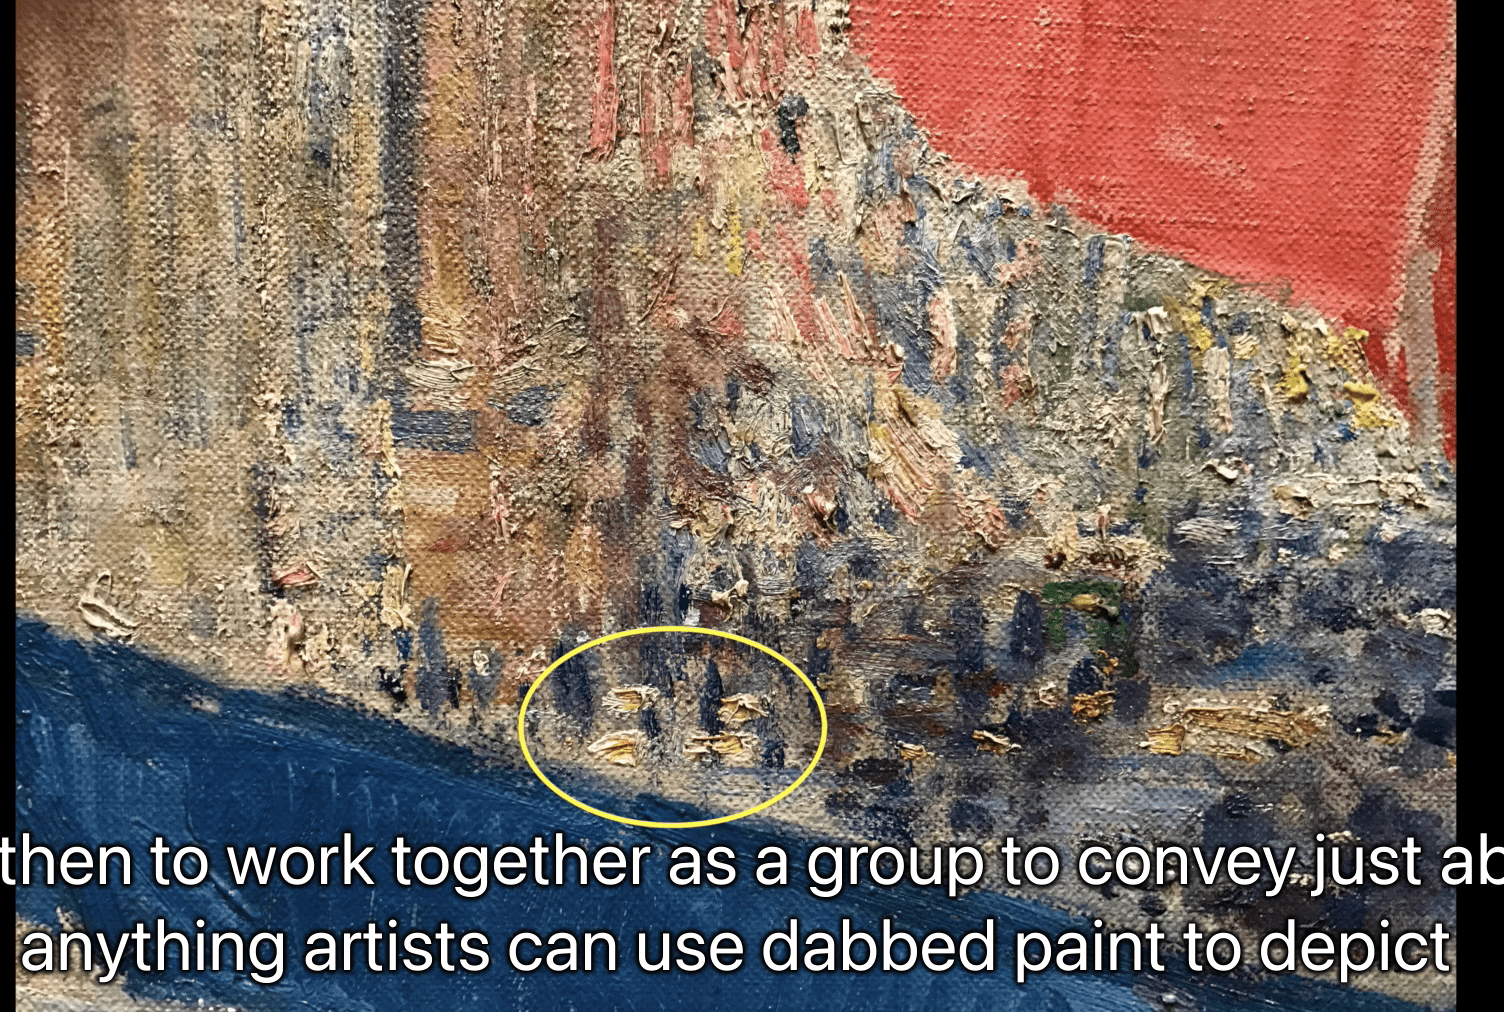 then to work together as a group to convey just ab
anything artists can use dabbed paint to depict